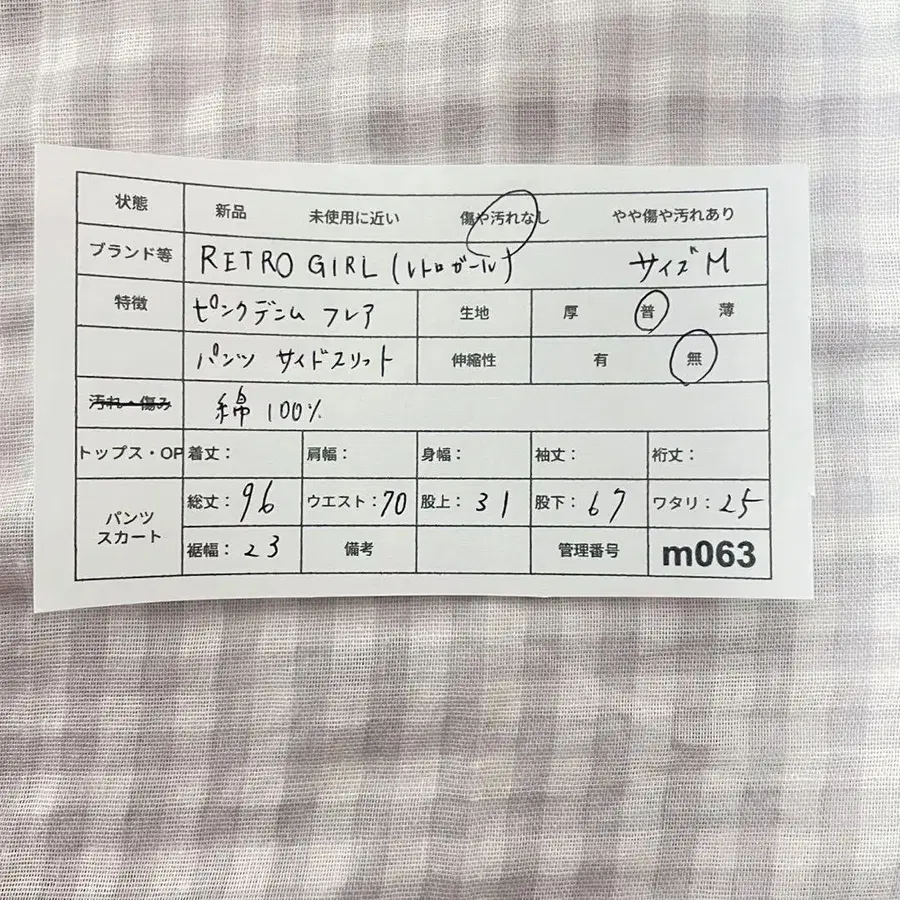 状態 新品 未使用に近い 傷や汚れなし やや傷や汚れあり
ブランド等 RETRO GIRL (レトロガール) サイズM
特徴 ピンクデニム フレア 生地 厚 普 薄
パンツ サイドスリット 伸縮性 有 無
汚れ・傷み 綿100%
トップス・OP 着丈: 肩幅: 身幅: 袖丈: 裄丈:
パンツ スカート 総丈:96 ウエスト:70 股上:31 股下:67 ワタリ:25
裾幅:23 備考 管理番号 m063